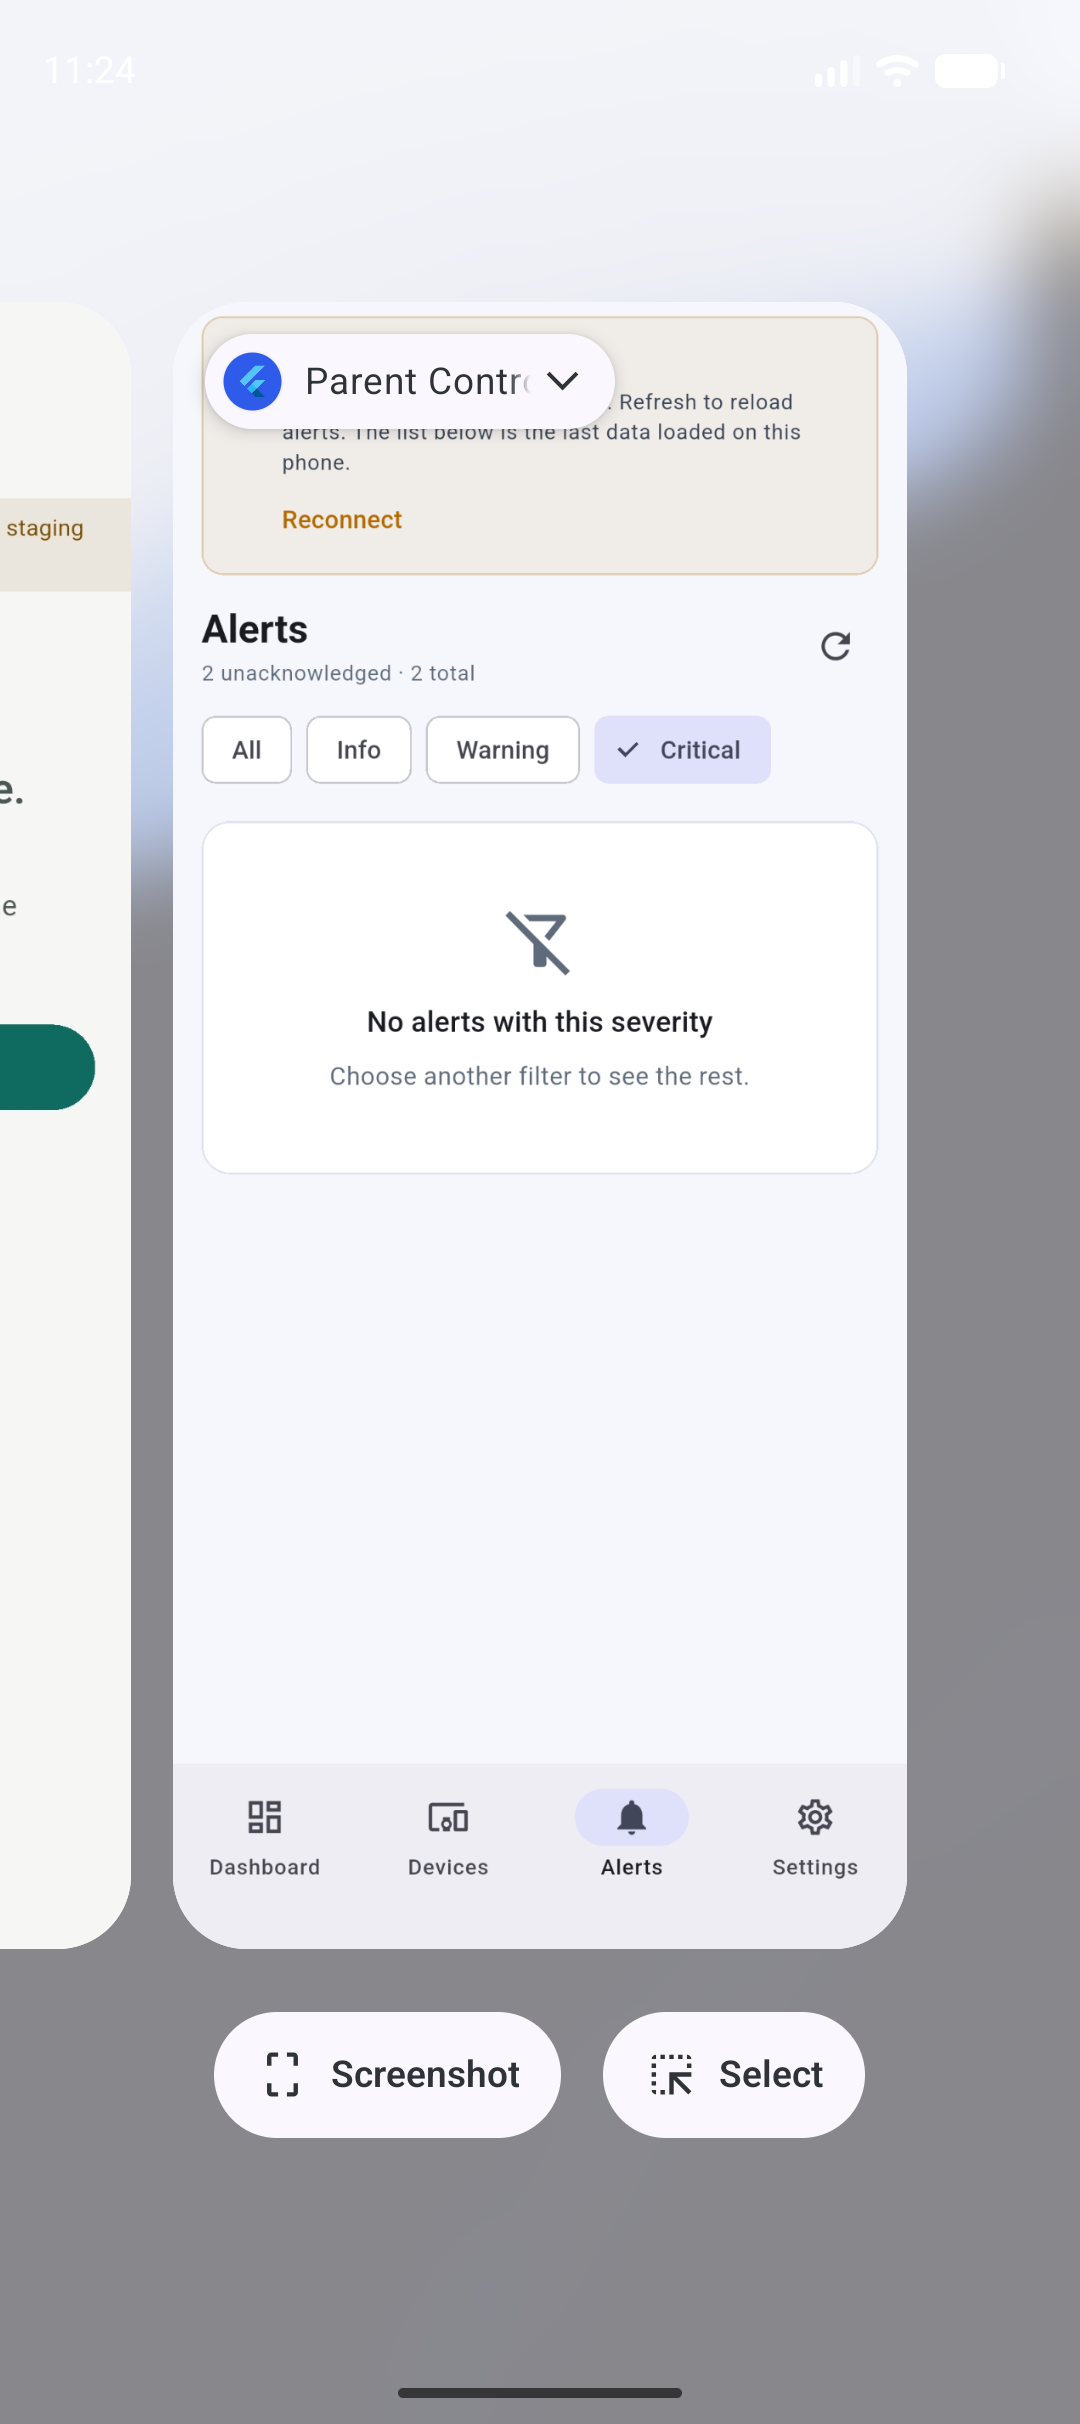 11:24
staging
e.
e
Parent Contro
. Refresh to reload
alerts. The list below is the last data loaded on this
phone.
Reconnect
Alerts
2 unacknowledged · 2 total
All
Info
Warning
Critical
No alerts with this severity
Choose another filter to see the rest.
Dashboard
Devices
Alerts
Settings
Screenshot
Select